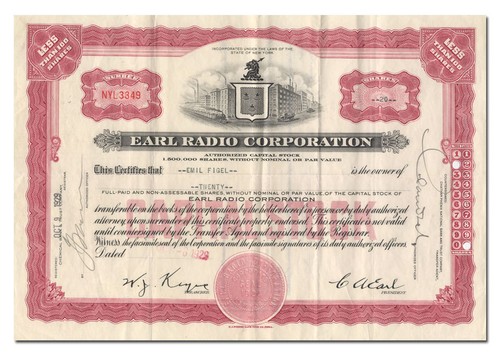 INCORPORATED UNDER THE LAWS OF THE
STATE OF NEW YORK
LESS THAN 100 SHARES
LESS THAN 100 SHARES
NUMBER
SHARES
NYL3349
--20--
EARL RADIO CORPORATION
AUTHORIZED CAPITAL STOCK
1,500,000 SHARES, WITHOUT NOMINAL OR PAR VALUE
This Certifies that --EMIL FIGEL-- is the owner of
--TWENTY--
FULL-PAID AND NON-ASSESSABLE SHARES, WITHOUT NOMINAL OR PAR VALUE OF THE CAPITAL STOCK OF
EARL RADIO CORPORATION
transferable on the books of the corporation by the holder hereof in person or by duly authorized
attorney upon surrender of this certificate properly endorsed. This certificate is not valid
until countersigned by the Transfer Agent and registered by the Registrar.
Witness the facsimile seal of the Corporation and the facsimile signatures of its duly authorized officers.
Dated
C A Earl
PRESIDENT